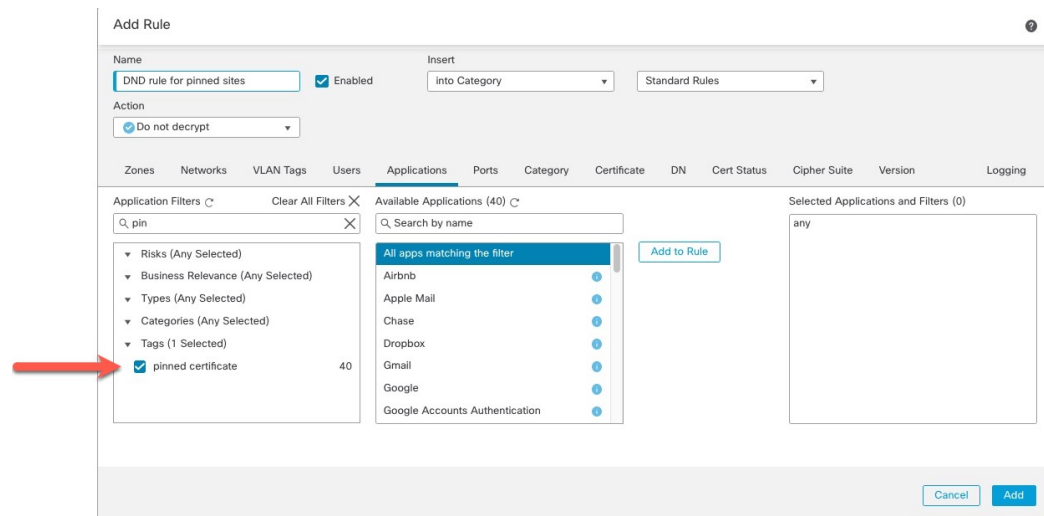 Add Rule
Name
Insert
DND rule for pinned sites
Enabled
into Category
Standard Rules
Action
Do not decrypt
Zones Networks VLAN Tags Users Applications Ports Category Certificate DN Cert Status Cipher Suite Version Logging
Application Filters Clear All Filters Available Applications (40) Selected Applications and Filters (0)
pin
Search by name
any
Risks (Any Selected)
Business Relevance (Any Selected)
Types (Any Selected)
Categories (Any Selected)
Tags (1 Selected)
pinned certificate 40
All apps matching the filter
Airbnb
Apple Mail
Chase
Dropbox
Gmail
Google
Google Accounts Authentication
Add to Rule
Cancel
Add